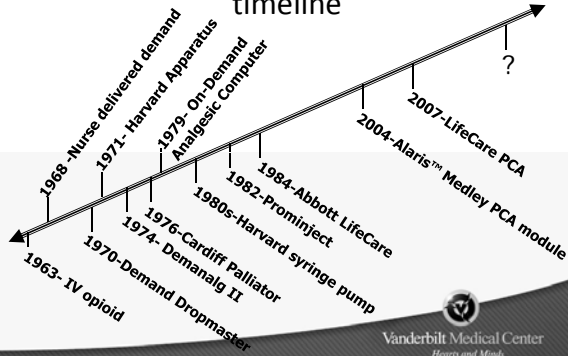 timeline
1968 -Nurse delivered demand
1971- Harvard Apparatus
1979- On-Demand
Analgesic Computer
?
2007-LifeCare PCA
2004-Alaris™ Medley PCA module
1984-Abbott LifeCare
1982-Prominject
1980s-Harvard syringe pump
1976-Cardiff Palliator
1974- Demanalg II
1970-Demand Dropmaster
1963- IV opioid
Vanderbilt Medical Center
Hearts and Minds